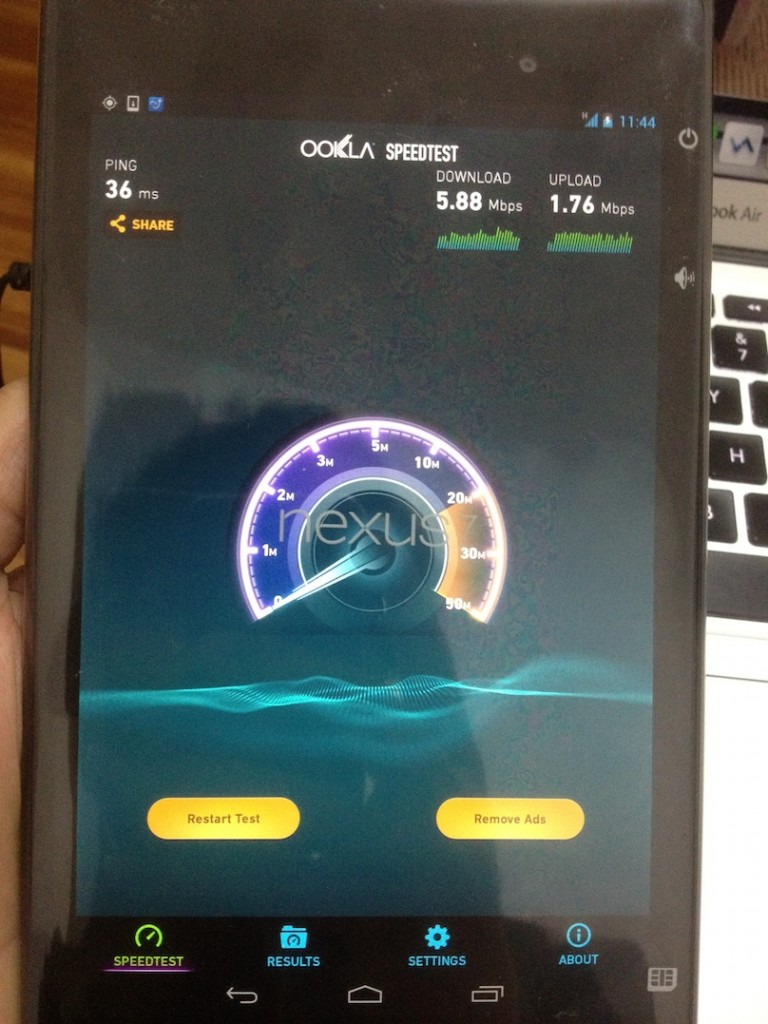 H 11:44
OOKLA SPEEDTEST
PING
36 ms
SHARE
DOWNLOAD
5.88 Mbps
UPLOAD
1.76 Mbps
ook Air
&
7
Y
H
5M
3M
10M
2M
20M
nexus 7
1M
30M
0
50M
Restart Test
Remove Ads
SPEEDTEST
RESULTS
SETTINGS
ABOUT